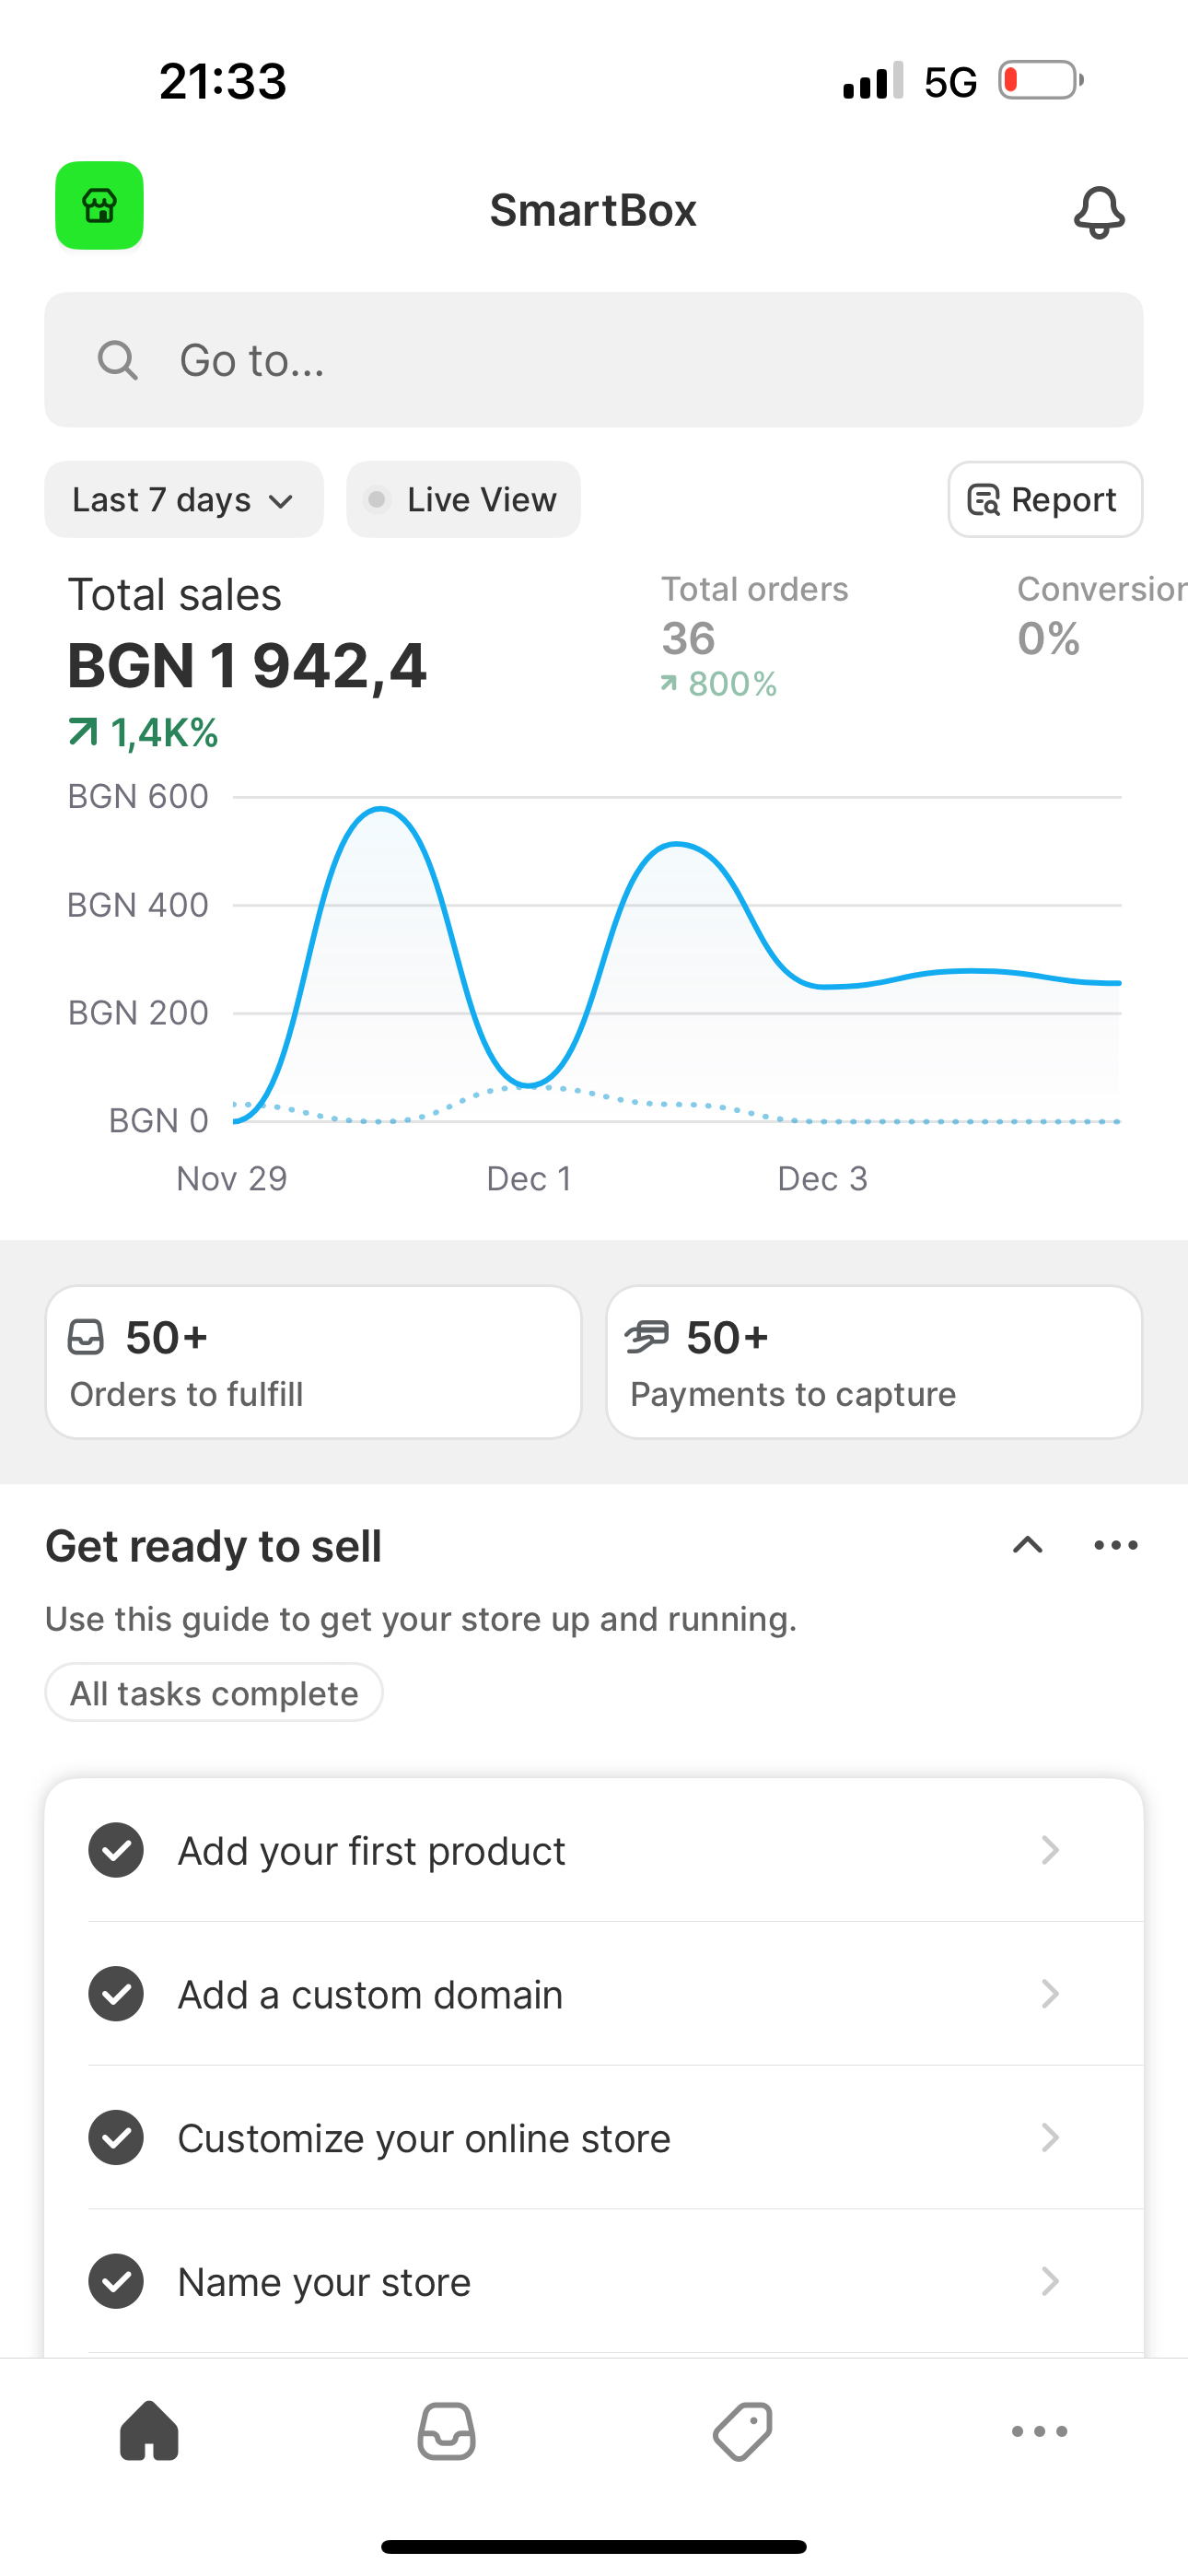 21:33
5G
SmartBox
Go to...
Last 7 days
Live View
Report
Total sales
BGN 1 942,4
1,4K%
Total orders
36
800%
Conversion
0%
BGN 600
BGN 400
BGN 200
BGN 0
Nov 29
Dec 1
Dec 3
50+
Orders to fulfill
50+
Payments to capture
Get ready to sell
Use this guide to get your store up and running.
All tasks complete
Add your first product
Add a custom domain
Customize your online store
Name your store